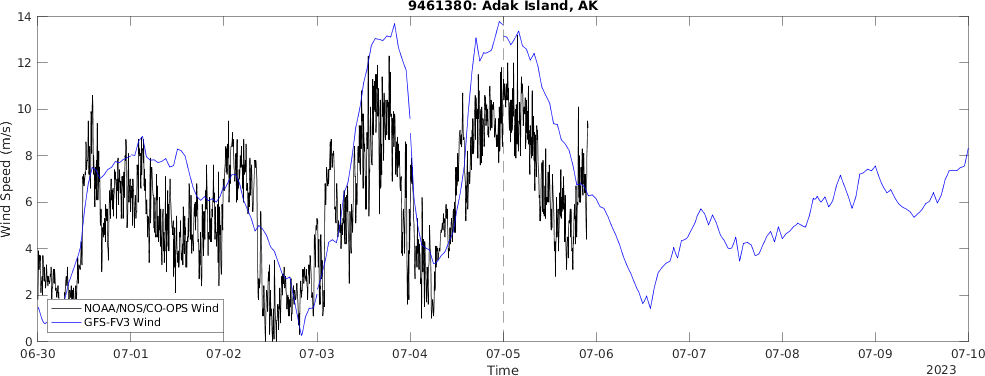 9461380: Adak Island, AK
Wind Speed (m/s)
14
12
10
8
6
4
2
0
NOAA/NOS/CO-OPS Wind
GFS-FV3 Wind
06-30 07-01 07-02 07-03 07-04 07-05 07-06 07-07 07-08 07-09 07-10
Time
2023